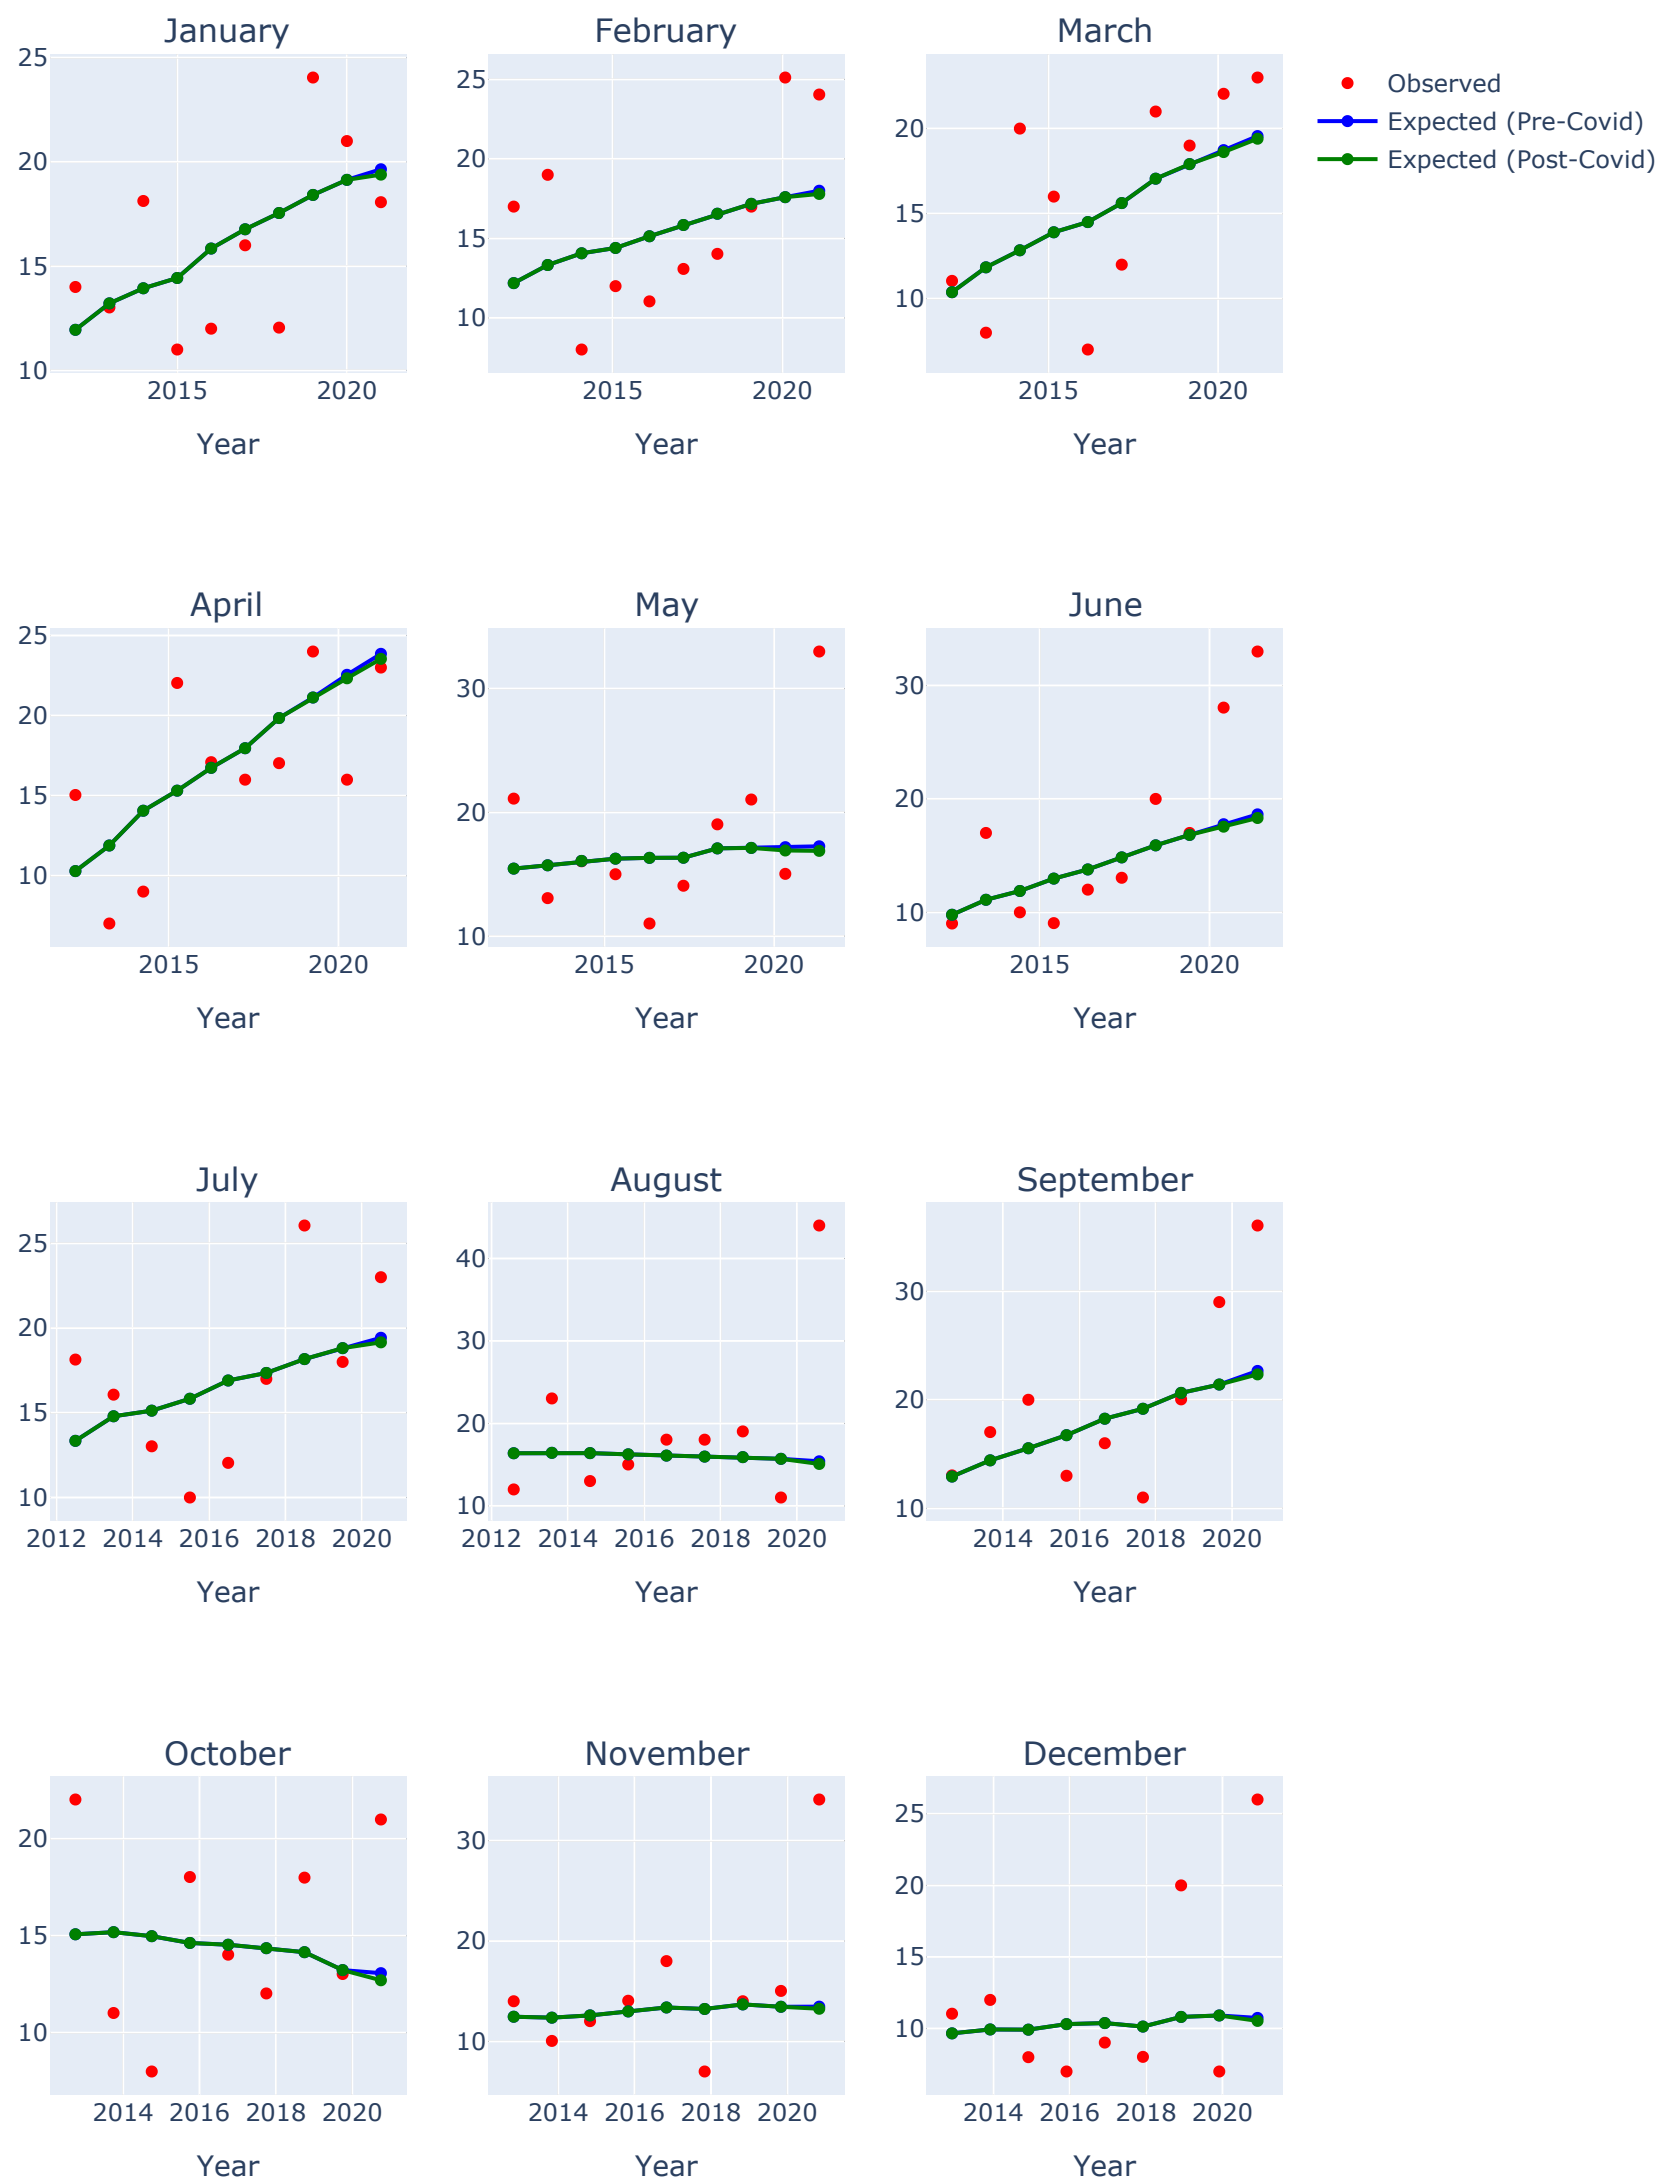 January February March
25
20
15
10
2015 2020
Year
25
20
15
10
2015 2020
Year
20
15
10
2015 2020
Year
Observed
Expected (Pre-Covid)
Expected (Post-Covid)
April May June
25
20
15
10
2015 2020
Year
30
20
10
2015 2020
Year
30
20
10
2015 2020
Year
July August September
25
20
15
10
2012 2014 2016 2018 2020
Year
40
30
20
10
2012 2014 2016 2018 2020
Year
30
20
10
2014 2016 2018 2020
Year
October November December
20
15
10
2014 2016 2018 2020
Year
30
20
10
2014 2016 2018 2020
Year
25
20
15
10
2014 2016 2018 2020
Year